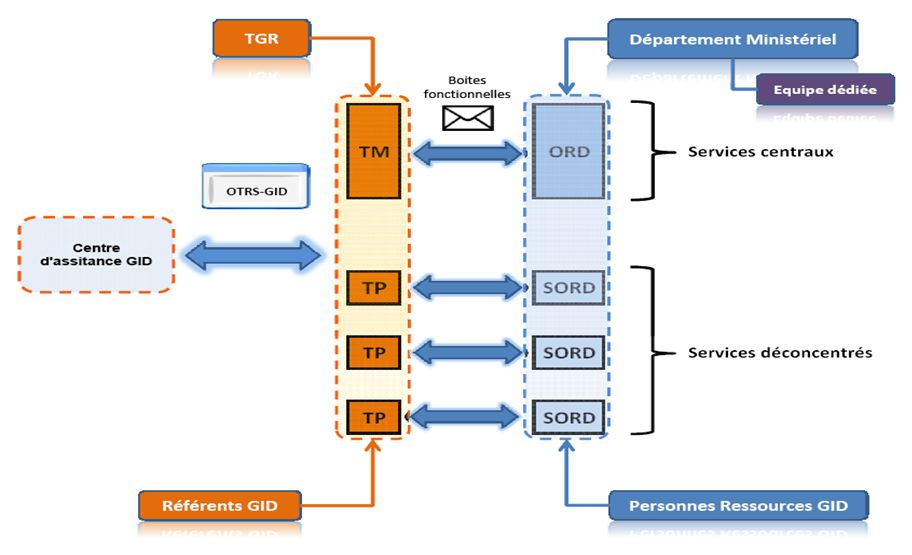 TGR
Département Ministériel
Equipe dédiée
Boites
fonctionnelles
TM
ORD
Services centraux
OTRS-GID
Centre
d'assitance GID
TP
SORD
TP
SORD
Services déconcentrés
TP
SORD
Référents GID
Personnes Ressources GID